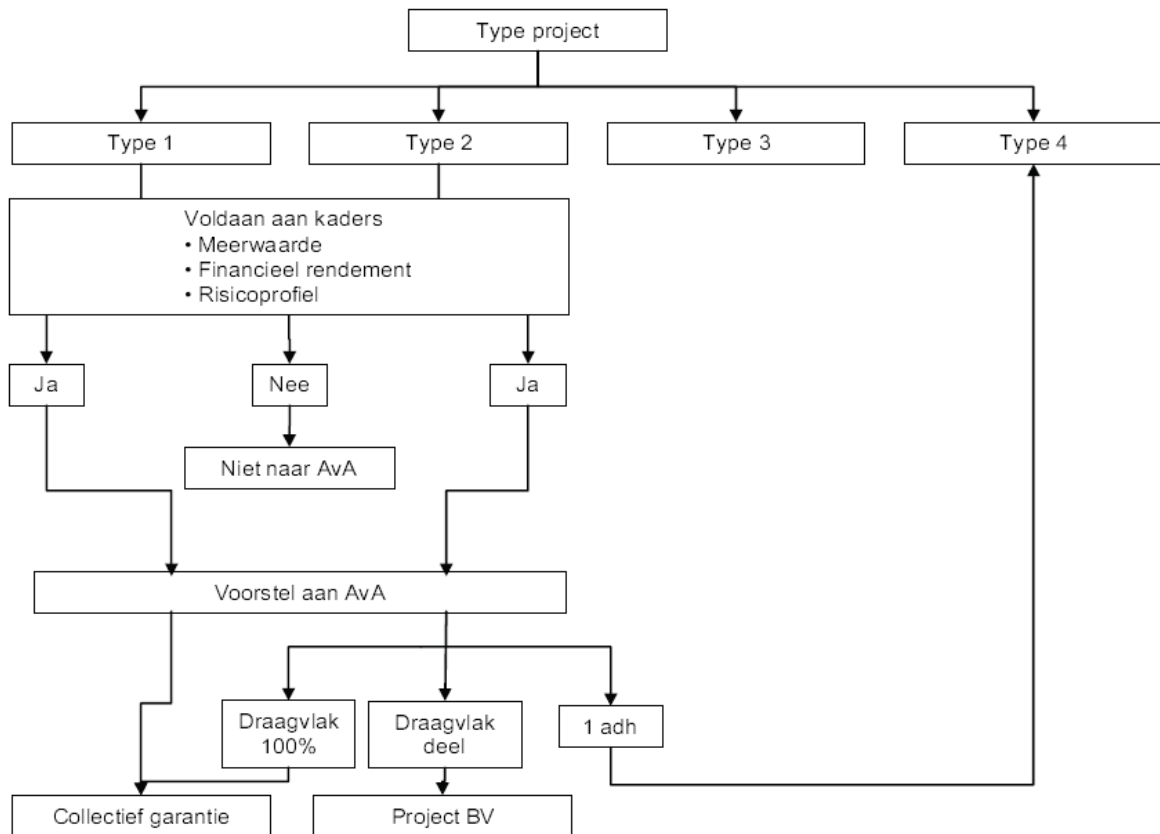 Type project
Type 1
Type 2
Type 3
Type 4
Voldaan aan kaders
• Meerwaarde
• Financieel rendement
• Risicoprofiel
Ja
Nee
Ja
Niet naar AvA
Voorstel aan AvA
Draagvlak
100%
Draagvlak
deel
1 adh
Collectief garantie
Project BV